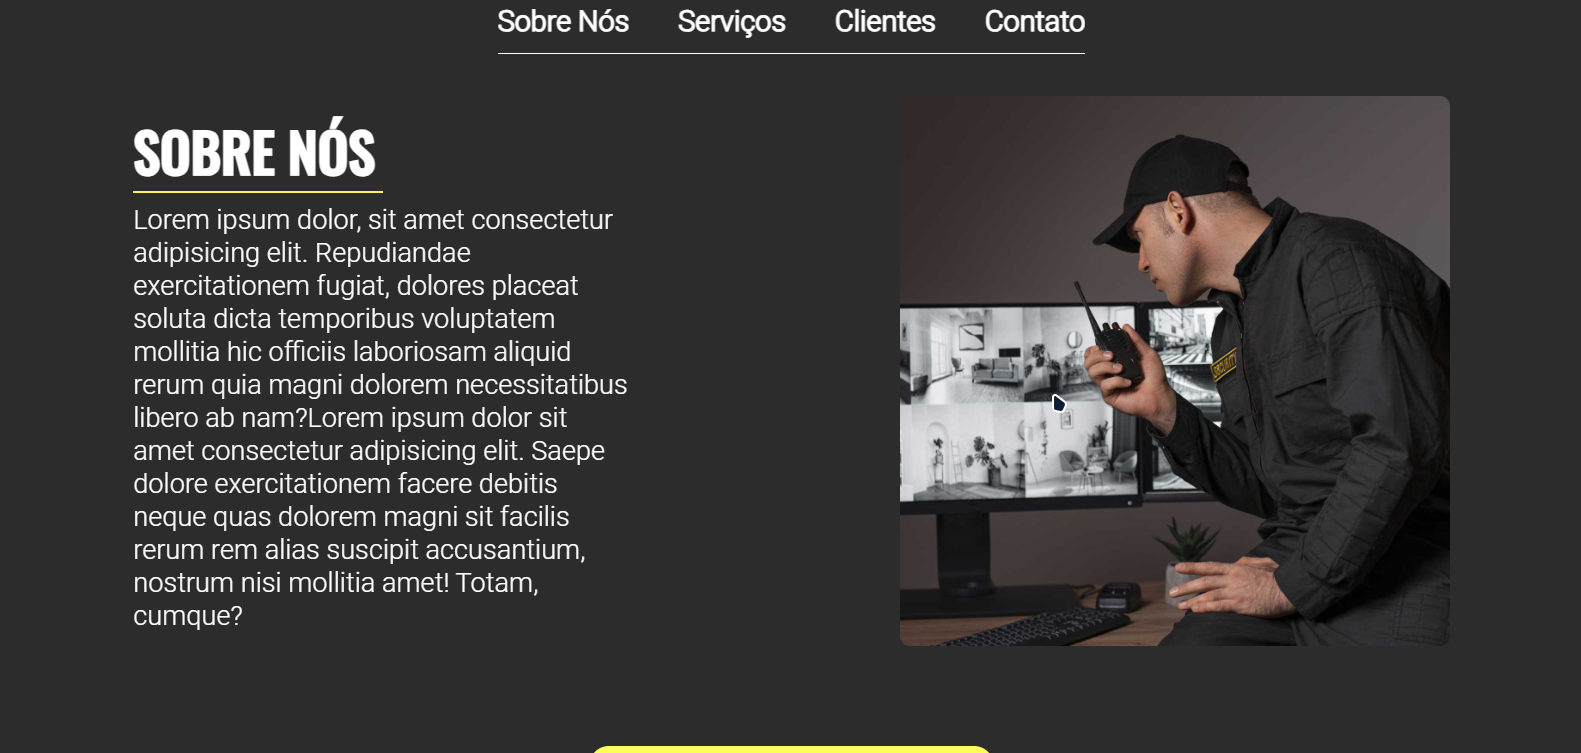 Sobre Nós Serviços Clientes Contato
SOBRE NÓS
Lorem ipsum dolor, sit amet consectetur
adipisicing elit. Repudiandae
exercitationem fugiat, dolores placeat
soluta dicta temporibus voluptatem
mollitia hic officiis laboriosam aliquid
rerum quia magni dolorem necessitatibus
libero ab nam?Lorem ipsum dolor sit
amet consectetur adipisicing elit. Saepe
dolore exercitationem facere debitis
neque quas dolorem magni sit facilis
rerum rem alias suscipit accusantium,
nostrum nisi mollitia amet! Totam,
cumque?
SECURITY